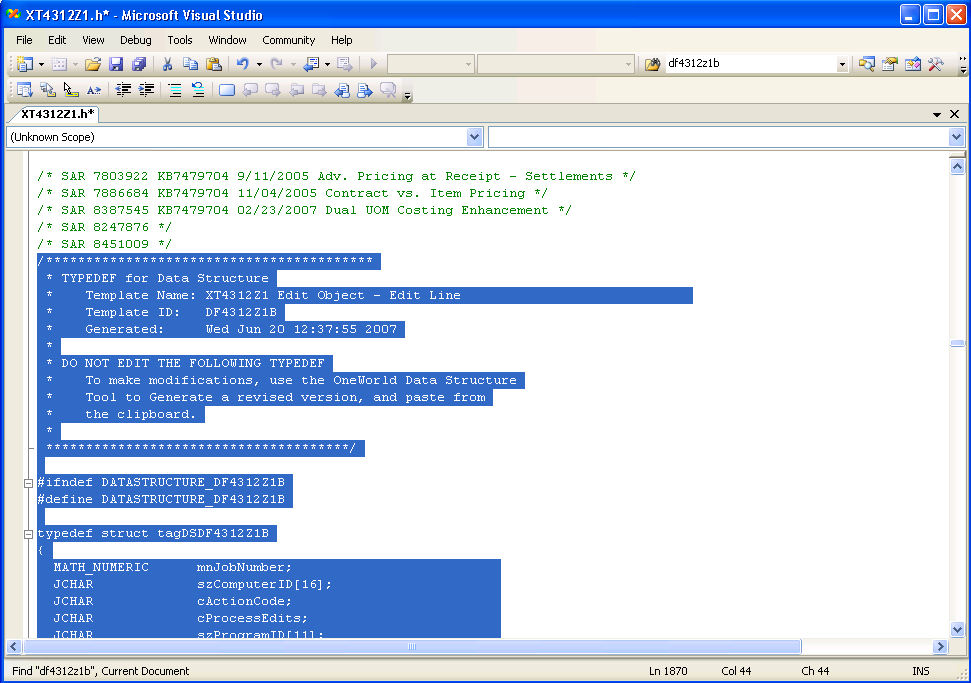 XT4312Z1.h* - Microsoft Visual Studio
File Edit View Debug Tools Window Community Help
df4312z1b
XT4312Z1.h*
(Unknown Scope)
/* SAR 7803922 KB7479704 9/11/2005 Adv. Pricing at Receipt - Settlements */
/* SAR 7886684 KB7479704 11/04/2005 Contract vs. Item Pricing */
/* SAR 8387545 KB7479704 02/23/2007 Dual UOM Costing Enhancement */
/* SAR 8247876 */
/* SAR 8451009 */
/*****************************************
 * TYPEDEF for Data Structure
 *    Template Name: XT4312Z1 Edit Object - Edit Line
 *    Template ID:   DF4312Z1B
 *    Generated:     Wed Jun 20 12:37:55 2007
 *
 * DO NOT EDIT THE FOLLOWING TYPEDEF
 *    To make modifications, use the OneWorld Data Structure
 *    Tool to Generate a revised version, and paste from
 *    the clipboard.
 *
 **************************************/
#ifndef DATASTRUCTURE_DF4312Z1B
#define DATASTRUCTURE_DF4312Z1B
typedef struct tagDSDF4312Z1B
{
  MATH_NUMERIC      mnJobNumber;
  JCHAR             szComputerID[16];
  JCHAR             cActionCode;
  JCHAR             cProcessEdits;
  JCHAR             szProgramID[11];
Find "df4312z1b", Current Document Ln 1870 Col 44 Ch 44 INS